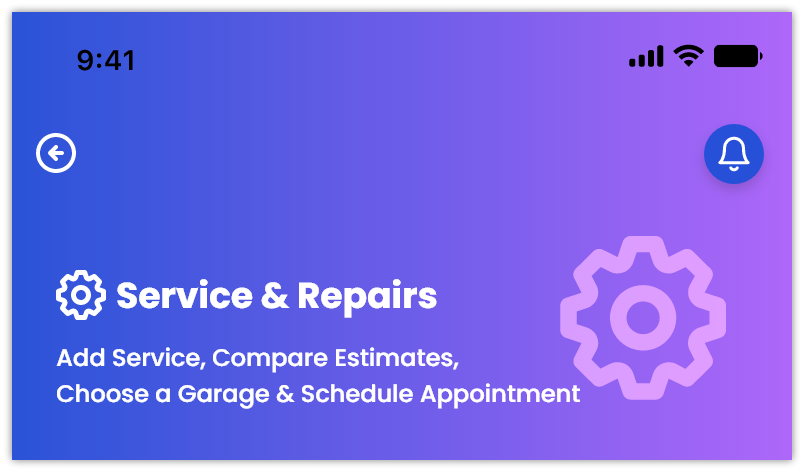 9:41
Service & Repairs
Add Service, Compare Estimates,
Choose a Garage & Schedule Appointment